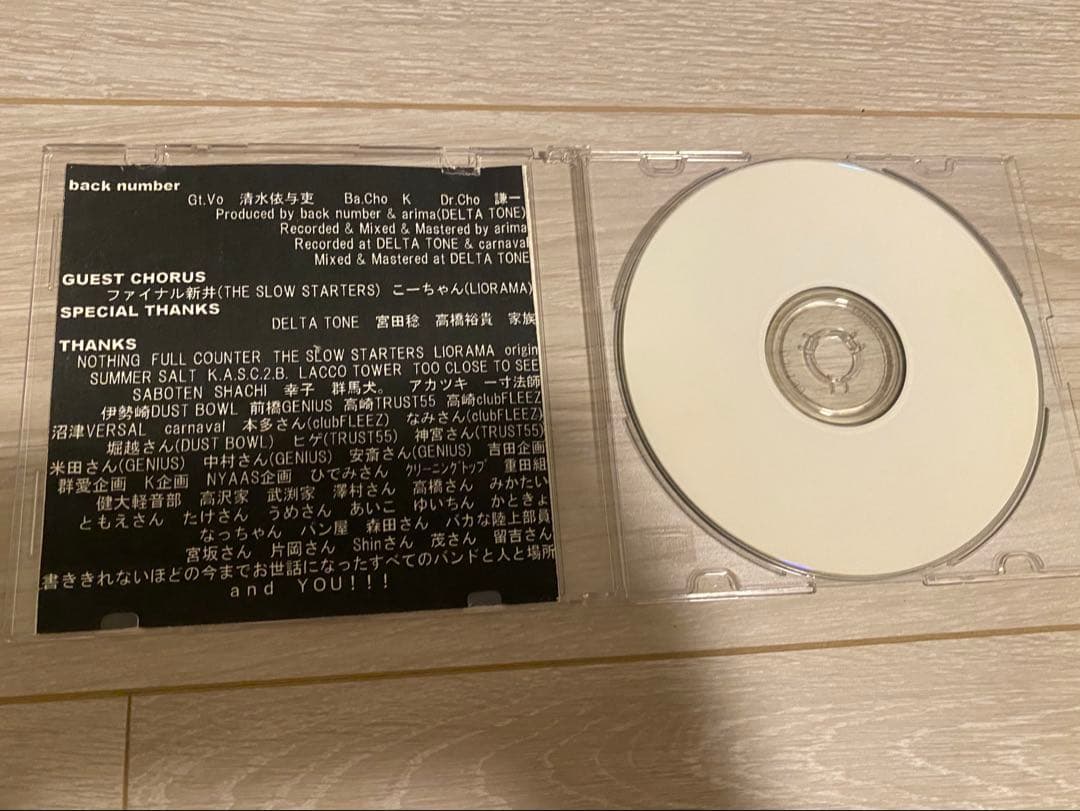 back number
Gt.Vo 清水依与吏 Ba.Cho K Dr.Cho 謙一
Produced by back number & arima(DELTA TONE)
Recorded & Mixed & Mastered by arima
Recorded at DELTA TONE & carnaval
Mixed & Mastered at DELTA TONE
GUEST CHORUS
ファイナル新井(THE SLOW STARTERS) こーちゃん(LIORAMA)
SPECIAL THANKS
DELTA TONE 宮田稔 高橋裕貴 家族
THANKS
NOTHING FULL COUNTER THE SLOW STARTERS LIORAMA origin
SUMMER SALT K.A.S.C.2.B. LACCO TOWER TOO CLOSE TO SEE
SABOTEN SHACHI 幸子 群馬犬。 アカツキ 一寸法師
伊勢崎DUST BOWL 前橋GENIUS 高崎TRUST55 高崎clubFLEEZ
沼津VERSAL carnaval 本多さん(clubFLEEZ) なみさん(clubFLEEZ)
堀越さん(DUST BOWL) ヒゲ(TRUST55) 神宮さん(TRUST55)
米田さん(GENIUS) 中村さん(GENIUS) 安斎さん(GENIUS) 吉田企画
群愛企画 K企画 NYAAS企画 ひでみさん クリーニングトップ 重田組
健大軽音部 高沢家 武渕家 澤村さん 高橋さん みかたい
ともえさん たけさん うめさん あいこ ゆいちん かときょ
なっちゃん パン屋 森田さん バカな陸上部員
宮坂さん 片岡さん Shinさん 茂さん 留吉さん
書ききれないほどの今までお世話になったすべてのバンドと人と場所
and YOU!!!